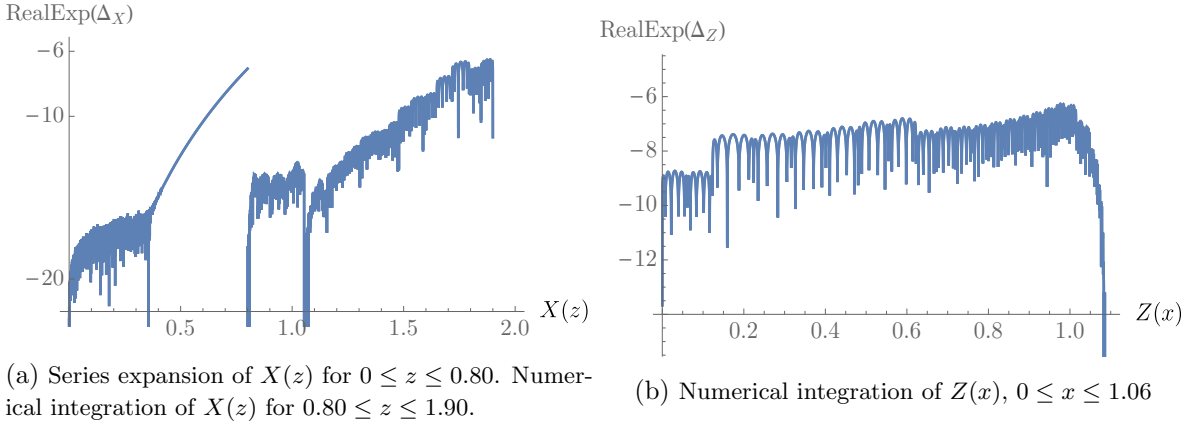 RealExp(Δ_X)
−6
−10
−20
0.5
1.0
1.5
2.0
X(z)
(a) Series expansion of X(z) for 0 ≤ z ≤ 0.80. Numer-
ical integration of X(z) for 0.80 ≤ z ≤ 1.90.
RealExp(Δ_Z)
−6
−8
−10
−12
0.2
0.4
0.6
0.8
1.0
Z(x)
(b) Numerical integration of Z(x), 0 ≤ x ≤ 1.06